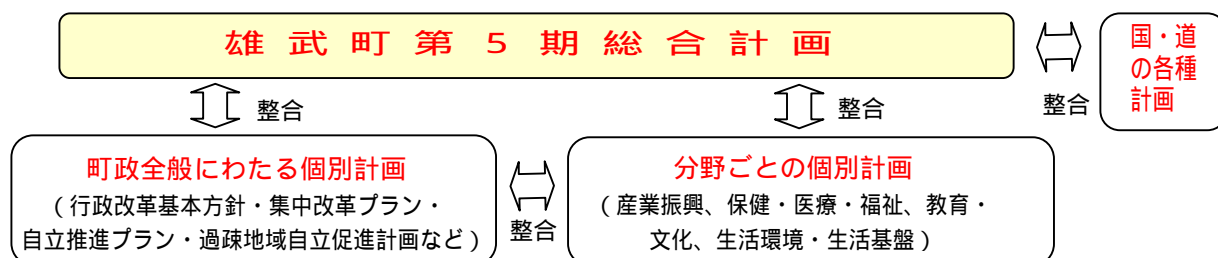 雄武町第５期総合計画
国・道
の各種
計画
整合
整合
整合
町政全般にわたる個別計画
（行政改革基本方針・集中改革プラン・
自立推進プラン・過疎地域自立促進計画など）
整合
分野ごとの個別計画
（産業振興、保健・医療・福祉、教育・
文化、生活環境・生活基盤）